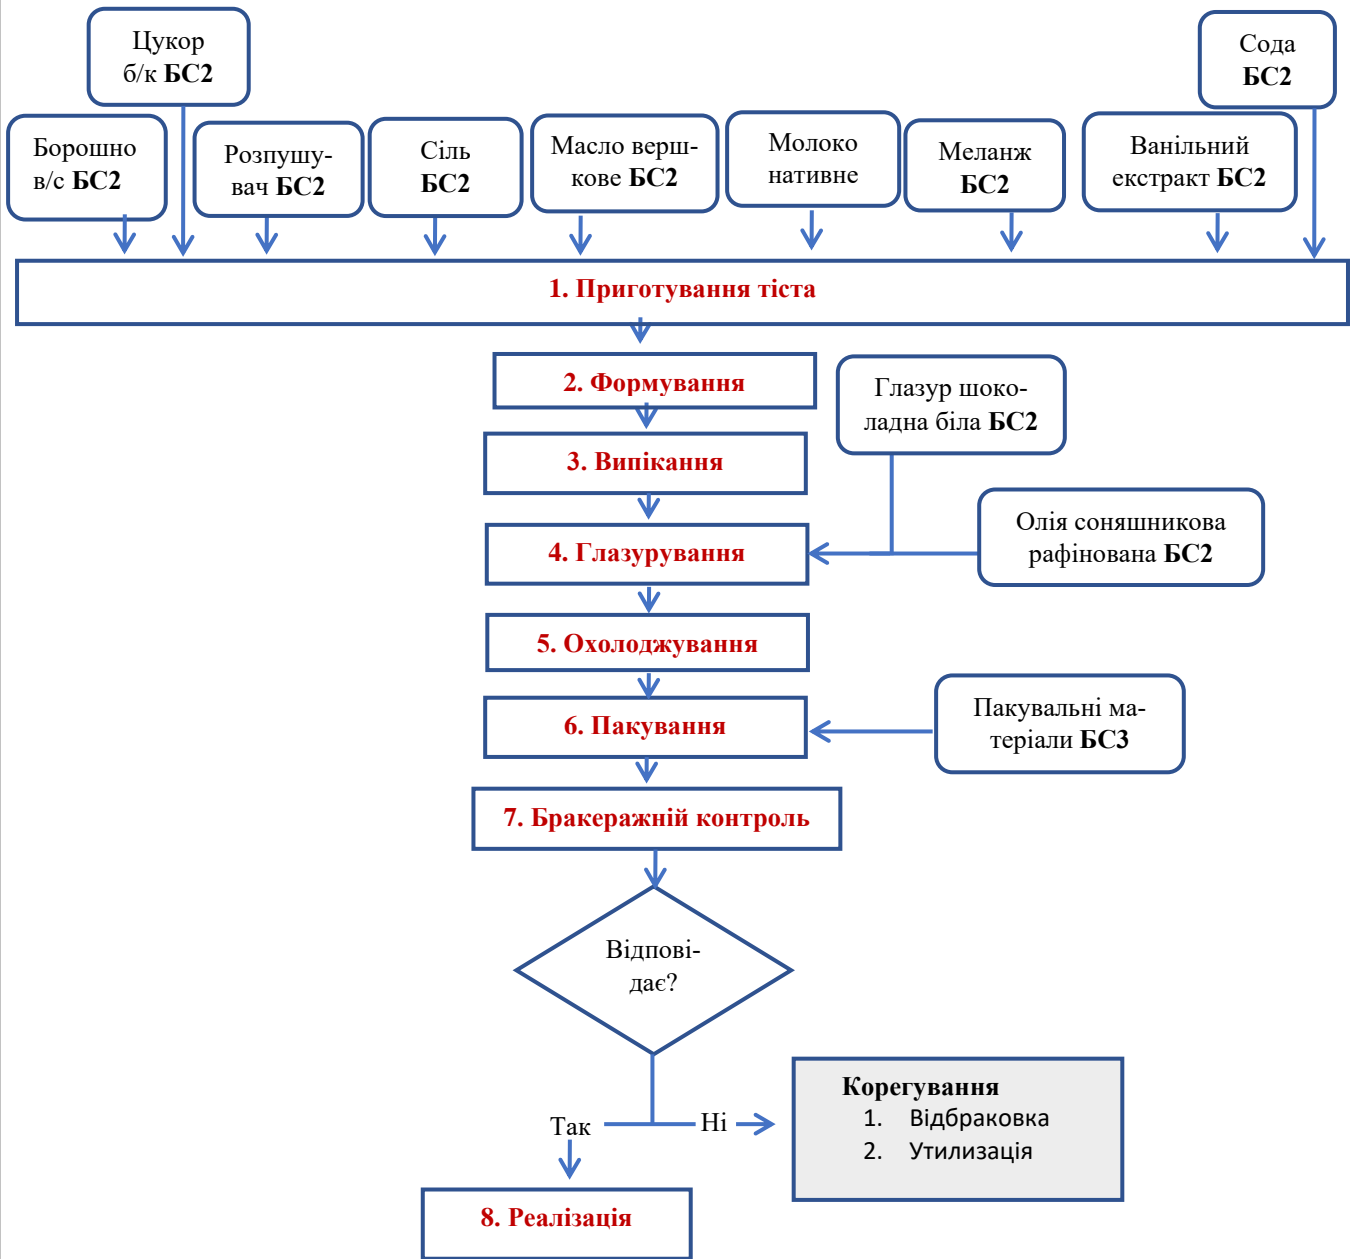 Цукор
б/к БС2
Сода
БС2
Борошно
в/с БС2
Розпушу-
вач БС2
Сіль
БС2
Масло верш-
кове БС2
Молоко
нативне
Меланж
БС2
Ванільний
екстракт БС2
1. Приготування тіста
2. Формування
Глазур шоко-
ладна біла БС2
3. Випікання
Олія соняшникова
рафінована БС2
4. Глазурування
5. Охолоджування
6. Пакування
Пакувальні ма-
теріали БС3
7. Бракеражній контроль
Відпові-
дає?
Корегування
1. Відбраковка
2. Утилизація
Так
Ні
8. Реалізація